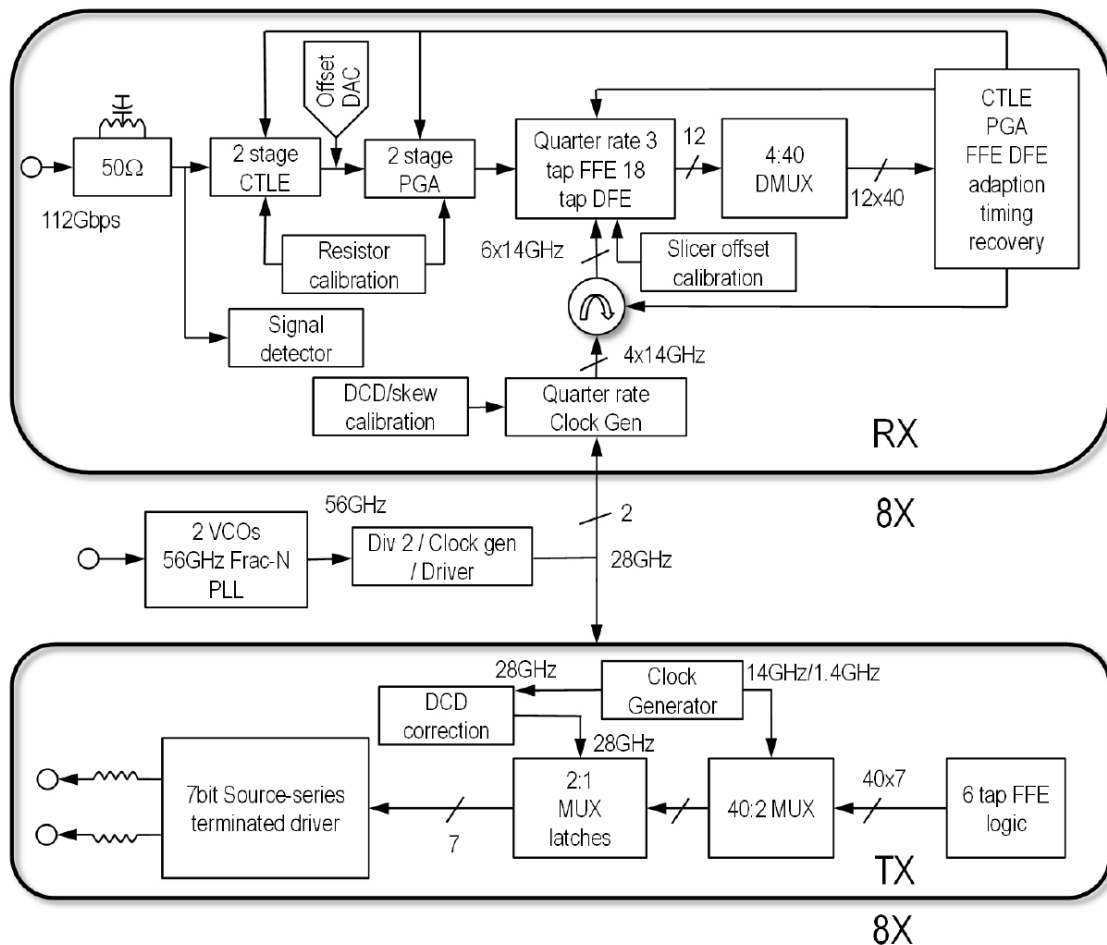 50Ω
112Gbps
2 stage
CTLE
Offset
DAC
2 stage
PGA
Quarter rate 3
tap FFE 18
tap DFE
12
4:40
DMUX
12x40
CTLE
PGA
FFE DFE
adaption
timing
recovery
Resistor
calibration
6x14GHz
Slicer offset
calibration
Signal
detector
4x14GHz
DCD/skew
calibration
Quarter rate
Clock Gen
RX
8X
2 VCOs
56GHz Frac-N
PLL
56GHz
Div 2 / Clock gen
/ Driver
2
28GHz
28GHz
Clock
Generator
14GHz/1.4GHz
DCD
correction
28GHz
7bit Source-series
terminated driver
7
2:1
MUX
latches
40:2 MUX
40x7
6 tap FFE
logic
TX
8X